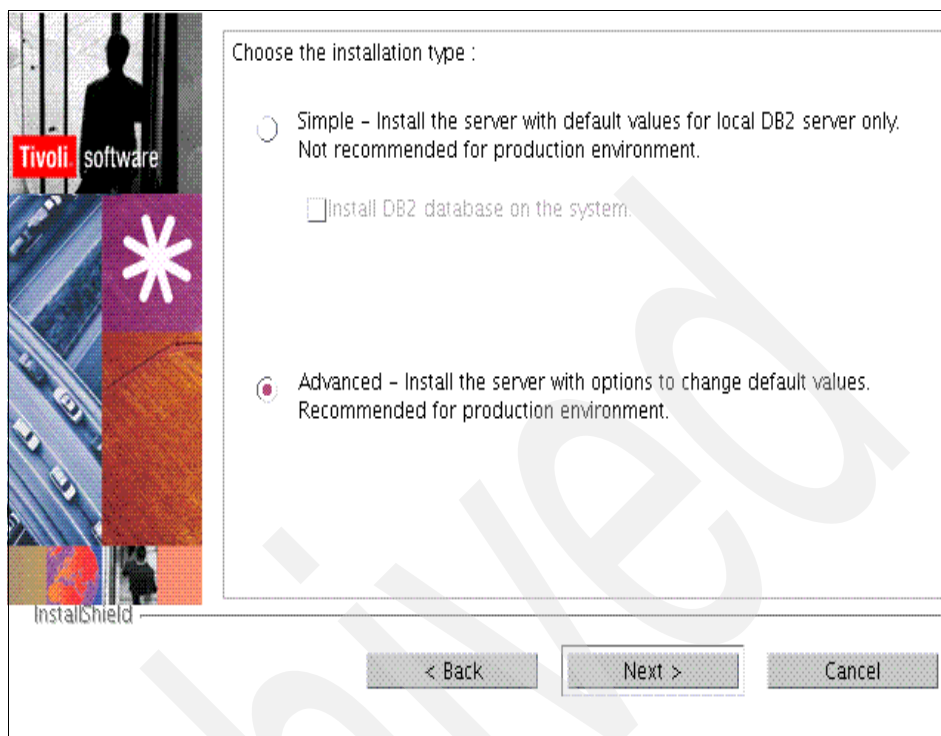 Choose the installation type :
Simple – Install the server with default values for local DB2 server only.
Not recommended for production environment.
Install DB2 database on the system.
Tivoli software
Advanced – Install the server with options to change default values.
Recommended for production environment.
InstallShield
< Back
Next >
Cancel
hived